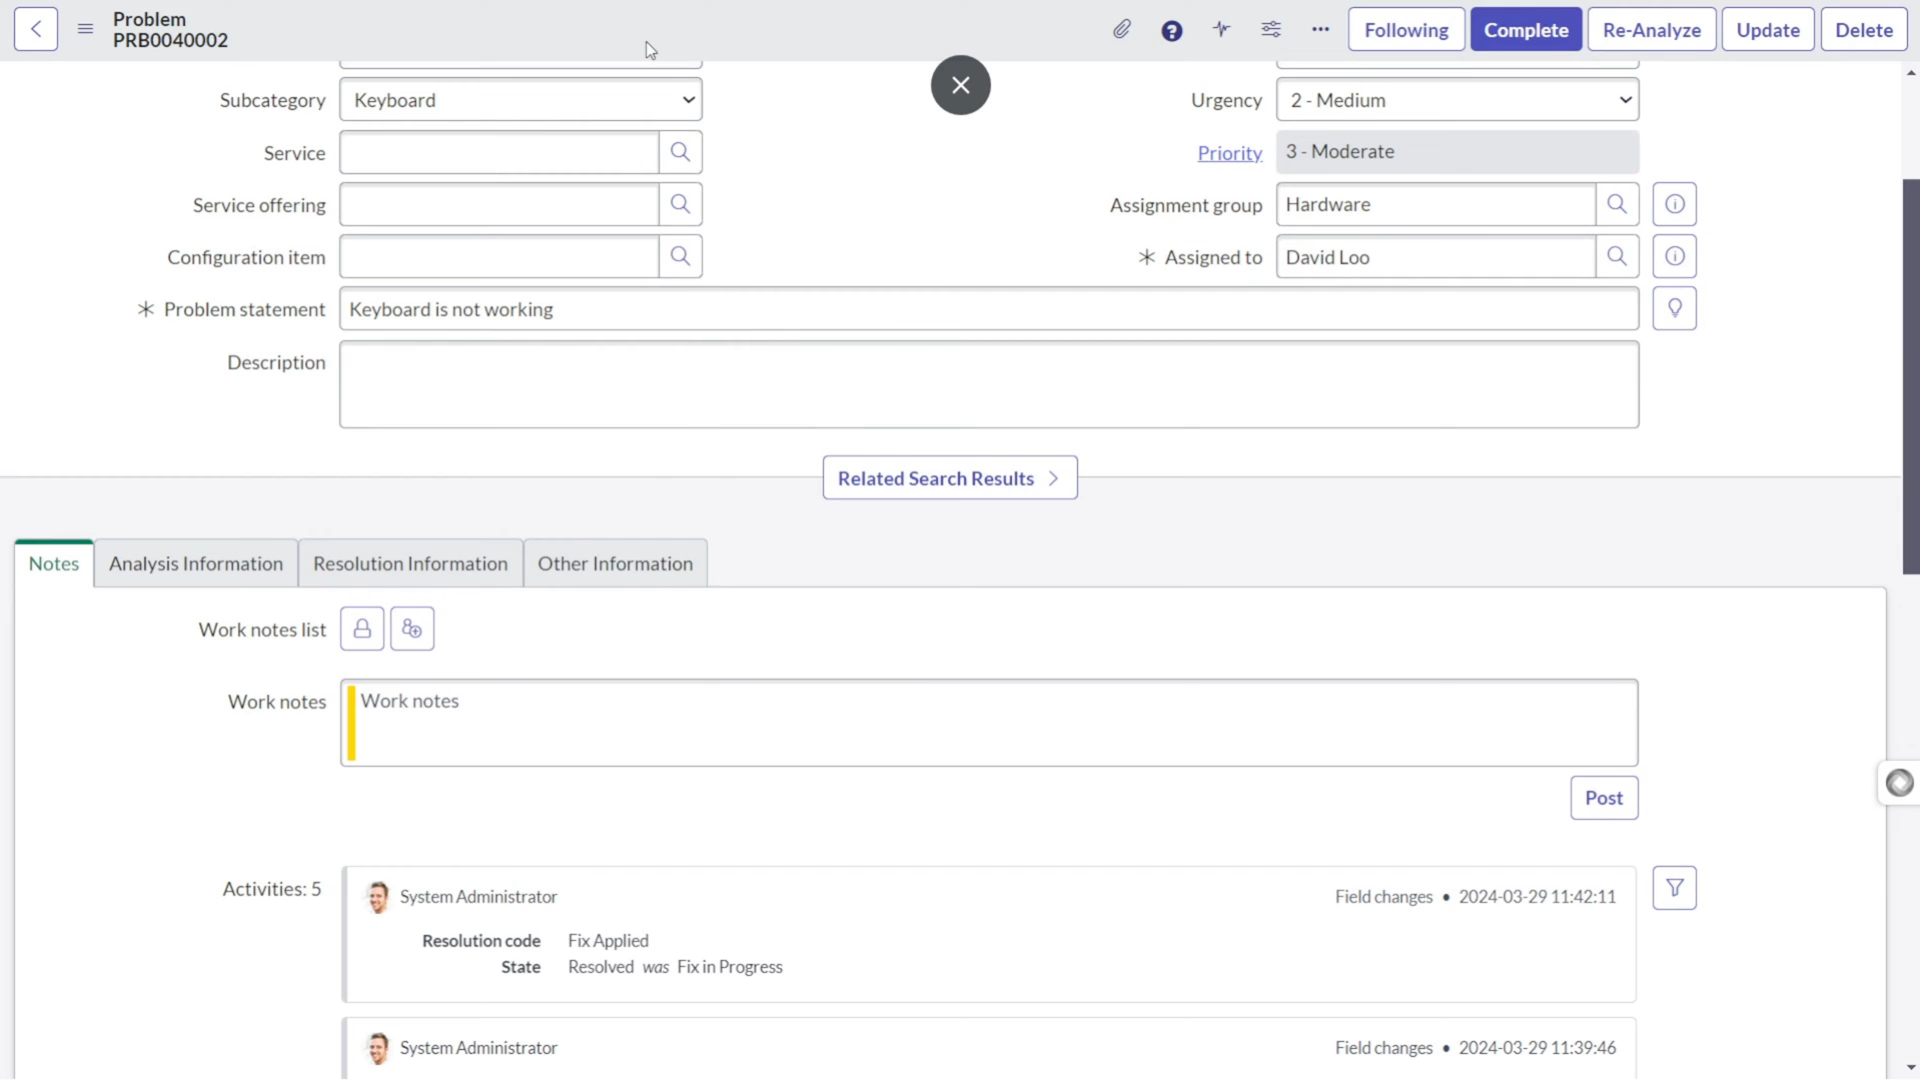 Problem
PRB0040002
Following
Complete
Re-Analyze
Update
Delete
Subcategory
Keyboard
Urgency
2 - Medium
Service
Priority
3 - Moderate
Service offering
Assignment group
Hardware
Configuration item
Assigned to
David Loo
Problem statement
Keyboard is not working
Description
Related Search Results
Notes
Analysis Information
Resolution Information
Other Information
Work notes list
Work notes
Work notes
Post
Activities: 5
System Administrator
Field changes • 2024-03-29 11:42:11
Resolution code Fix Applied
State Resolved was Fix in Progress
System Administrator
Field changes • 2024-03-29 11:39:46